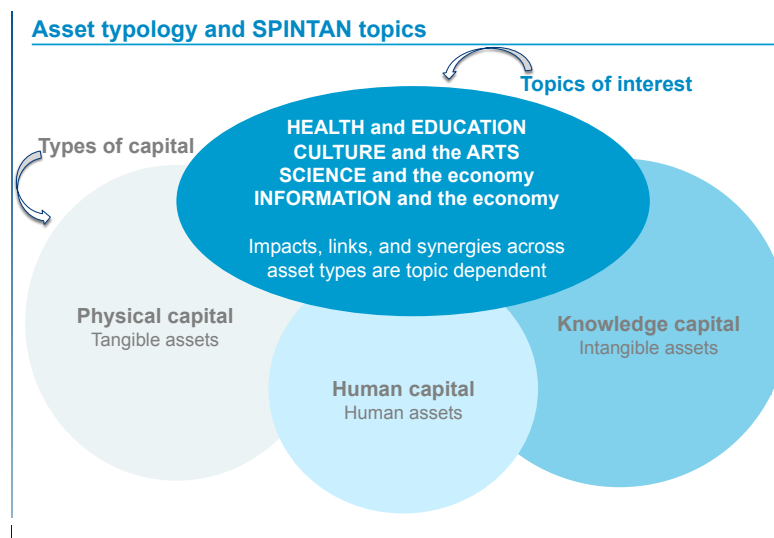 Asset typology and SPINTAN topics
Topics of interest
HEALTH and EDUCATION
CULTURE and the ARTS
SCIENCE and the economy
INFORMATION and the economy
Impacts, links, and synergies across
asset types are topic dependent
Types of capital
Physical capital
Tangible assets
Knowledge capital
Intangible assets
Human capital
Human assets